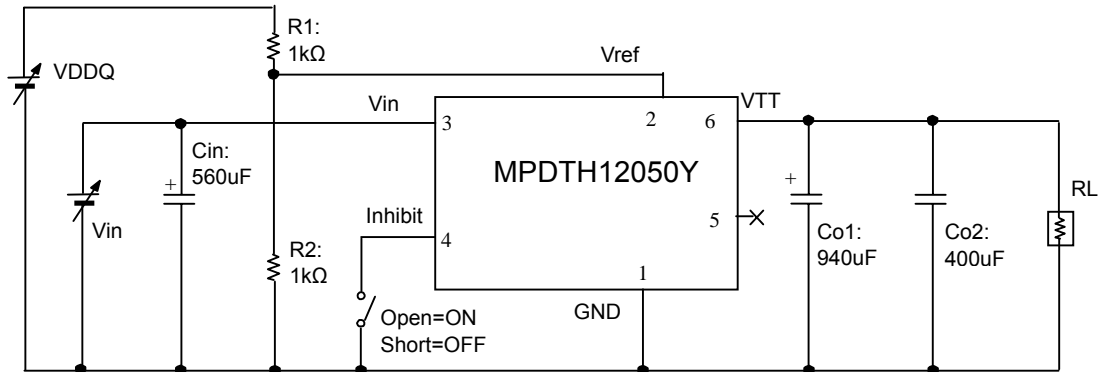 R1:
1kΩ
Vref
VDDQ
Vin
VTT
3
2
6
Cin:
560uF
+
MPDTH12050Y
+
RL
Vin
Inhibit
4
5
R2:
1kΩ
Co1:
940uF
Co2:
400uF
1
GND
Open=ON
Short=OFF